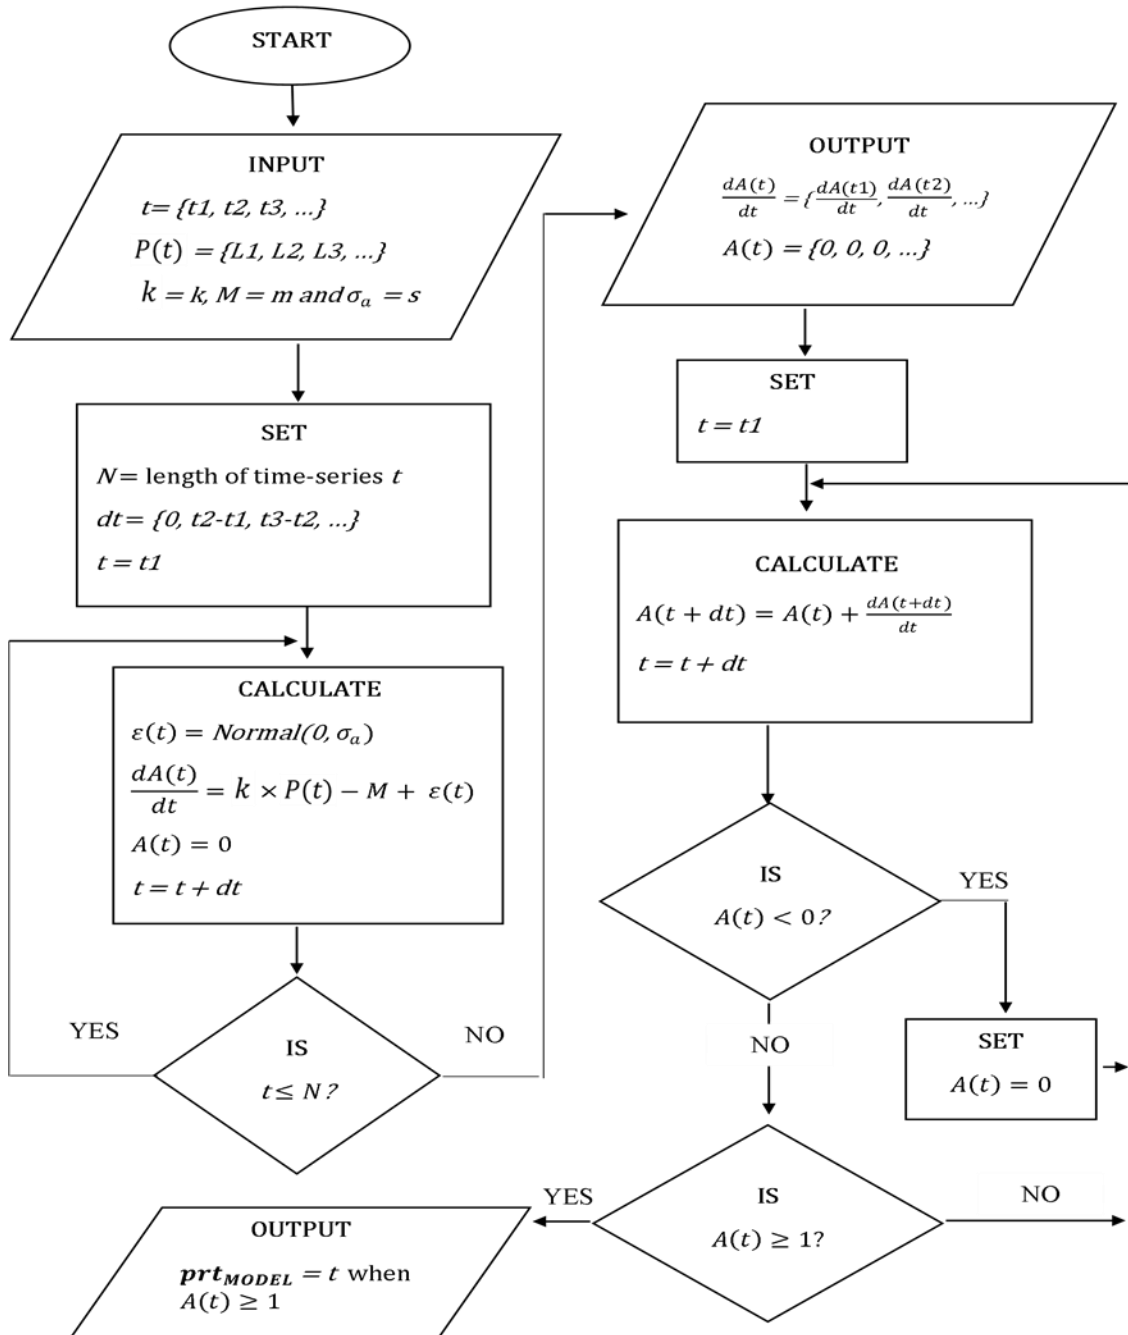 START
INPUT
t= {t1, t2, t3, ...}
P(t) = {L1, L2, L3, ...}
k = k, M = m and σₐ = s
SET
N= length of time-series t
dt= {0, t2-t1, t3-t2, ...}
t = t1
CALCULATE
ε(t) = Normal(0, σₐ)
dA(t)/dt = k × P(t) − M + ε(t)
A(t) = 0
t = t + dt
IS
t ≤ N?
YES
NO
OUTPUT
dA(t)/dt = {dA(t1)/dt, dA(t2)/dt, ...}
A(t) = {0, 0, 0, ...}
SET
t = t1
CALCULATE
A(t + dt) = A(t) + dA(t+dt)/dt
t = t + dt
IS
A(t) < 0?
YES
SET
A(t) = 0
NO
IS
A(t) ≥ 1?
NO
YES
OUTPUT
prt_MODEL = t when
A(t) ≥ 1